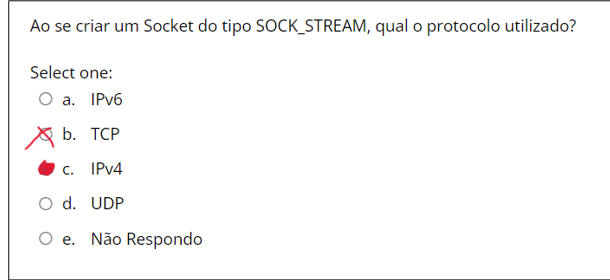 Ao se criar um Socket do tipo SOCK_STREAM, qual o protocolo utilizado?
Select one:
a. IPv6
b. TCP
c. IPv4
d. UDP
e. Não Respondo